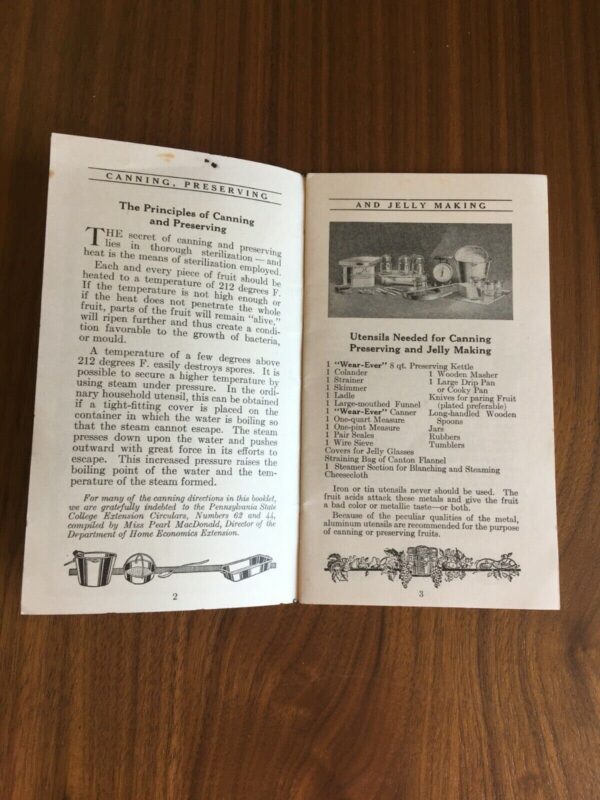 CANNING, PRESERVING
The Principles of Canning
and Preserving
THE secret of canning and preserving
lies in thorough sterilization — and
heat is the means of sterilization employed.
Each and every piece of fruit should be
heated to a temperature of 212 degrees F.
If the temperature is not high enough or
if the heat does not penetrate the whole
fruit, parts of the fruit will remain "alive,"
will ripen further and thus create a condi-
tion favorable to the growth of bacteria,
or mould.
A temperature of a few degrees above
212 degrees F. easily destroys spores. It is
possible to secure a higher temperature by
using steam under pressure. In the ordi-
nary household utensil, this can be obtained
if a tight-fitting cover is placed on the
container in which the water is boiling so
that the steam cannot escape. The steam
presses down upon the water and pushes
outward with great force in its efforts to
escape. This increased pressure raises the
boiling point of the water and the tem-
perature of the steam formed.
For many of the canning directions in this booklet,
we are gratefully indebted to the Pennsylvania State
College Extension Circulars, Numbers 62 and 44,
compiled by Miss Pearl MacDonald, Director of the
Department of Home Economics Extension.
2
AND JELLY MAKING
Utensils Needed for Canning
Preserving and Jelly Making
1 "Wear-Ever" 8 qt. Preserving Kettle
1 Colander
1 Strainer
1 Skimmer
1 Ladle
1 Large-mouthed Funnel
1 "Wear-Ever" Canner
1 One-quart Measure
1 One-pint Measure
1 Pair Scales
1 Wire Sieve
1 Wooden Masher
1 Large Drip Pan
or Cooky Pan
Knives for paring Fruit
(plated preferable)
Long-handled Wooden
Spoons
Jars
Rubbers
Tumblers
Covers for Jelly Glasses
Straining Bag of Canton Flannel
1 Steamer Section for Blanching and Steaming
Cheesecloth
Iron or tin utensils never should be used. The
fruit acids attack these metals and give the fruit
a bad color or metallic taste—or both.
Because of the peculiar qualities of the metal,
aluminum utensils are recommended for the purpose
of canning or preserving fruits.
3